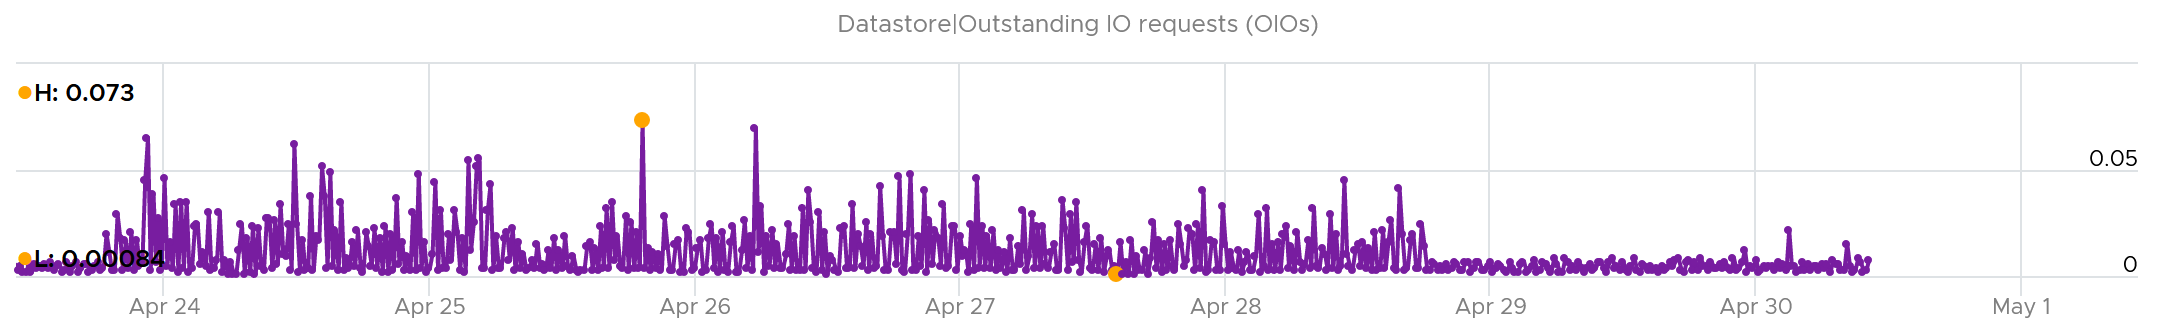 Datastore|Outstanding IO requests (OIOs)
H: 0.073
0.05
L: 0.00084
0
Apr 24 Apr 25 Apr 26 Apr 27 Apr 28 Apr 29 Apr 30 May 1